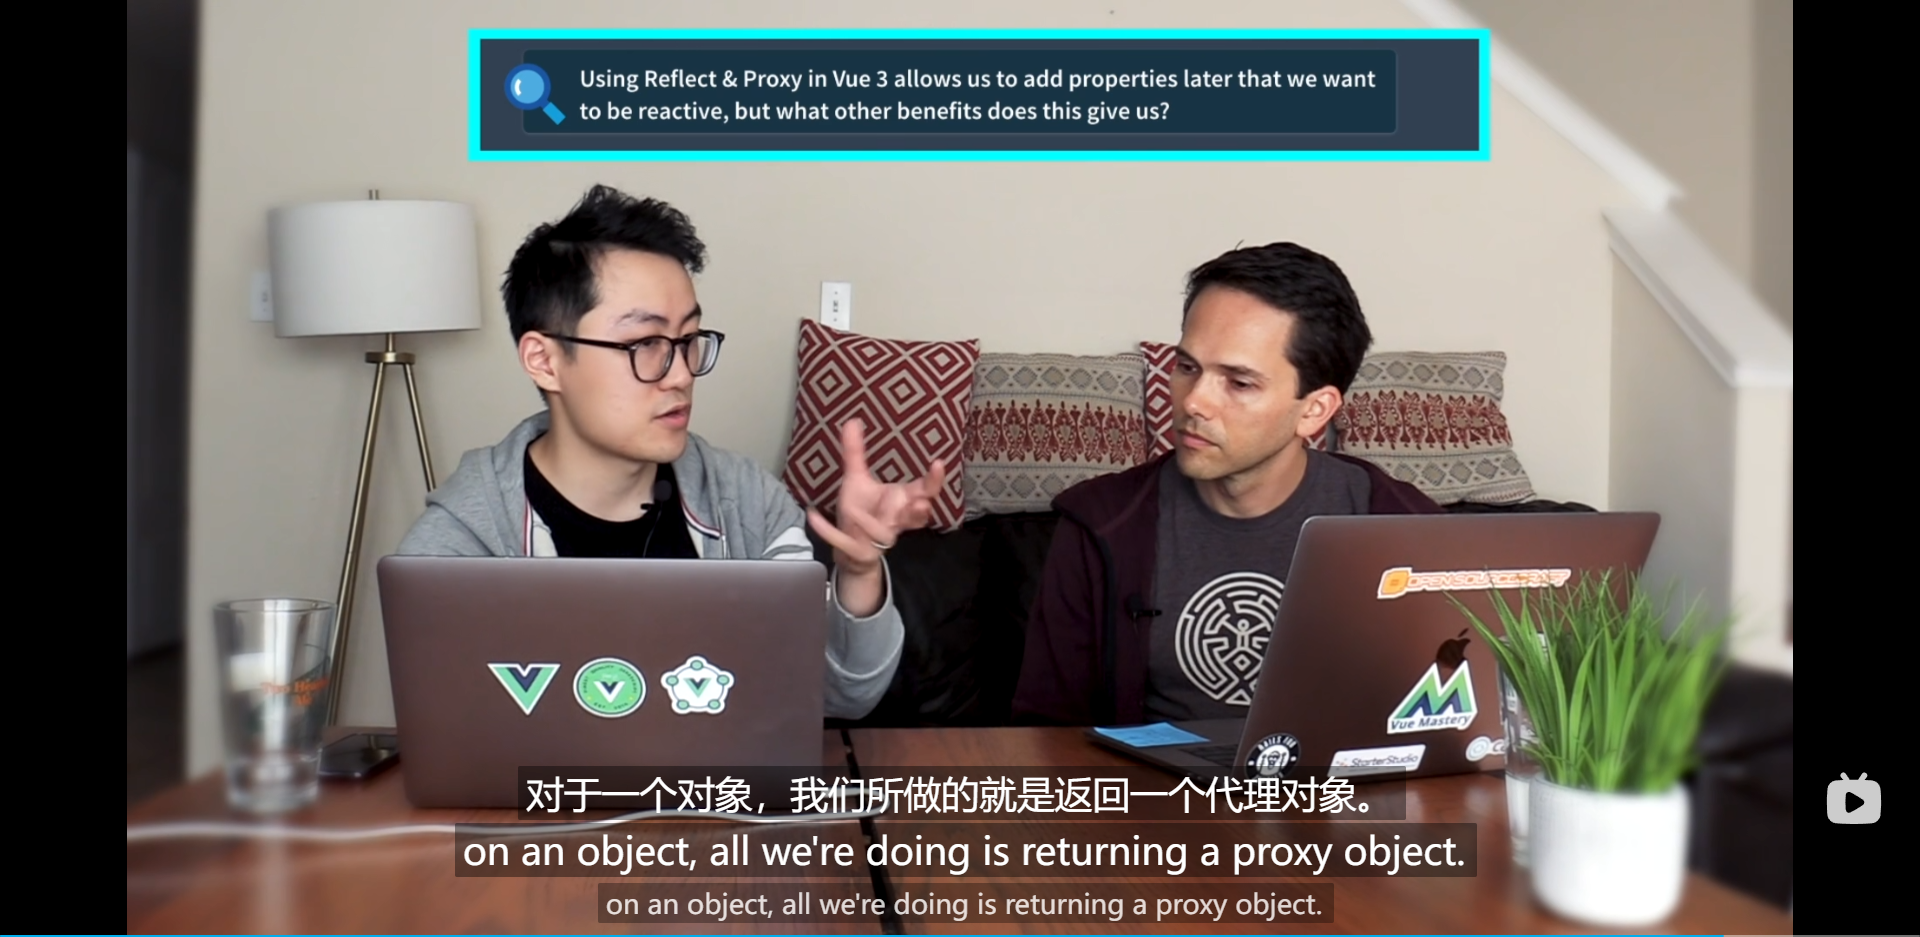 Using Reflect & Proxy in Vue 3 allows us to add properties later that we want
to be reactive, but what other benefits does this give us?
OPENSOURCECRAFT
Vue Mastery
StarterStudio
对于一个对象，我们所做的就是返回一个代理对象。
on an object, all we're doing is returning a proxy object.
on an object, all we're doing is returning a proxy object.